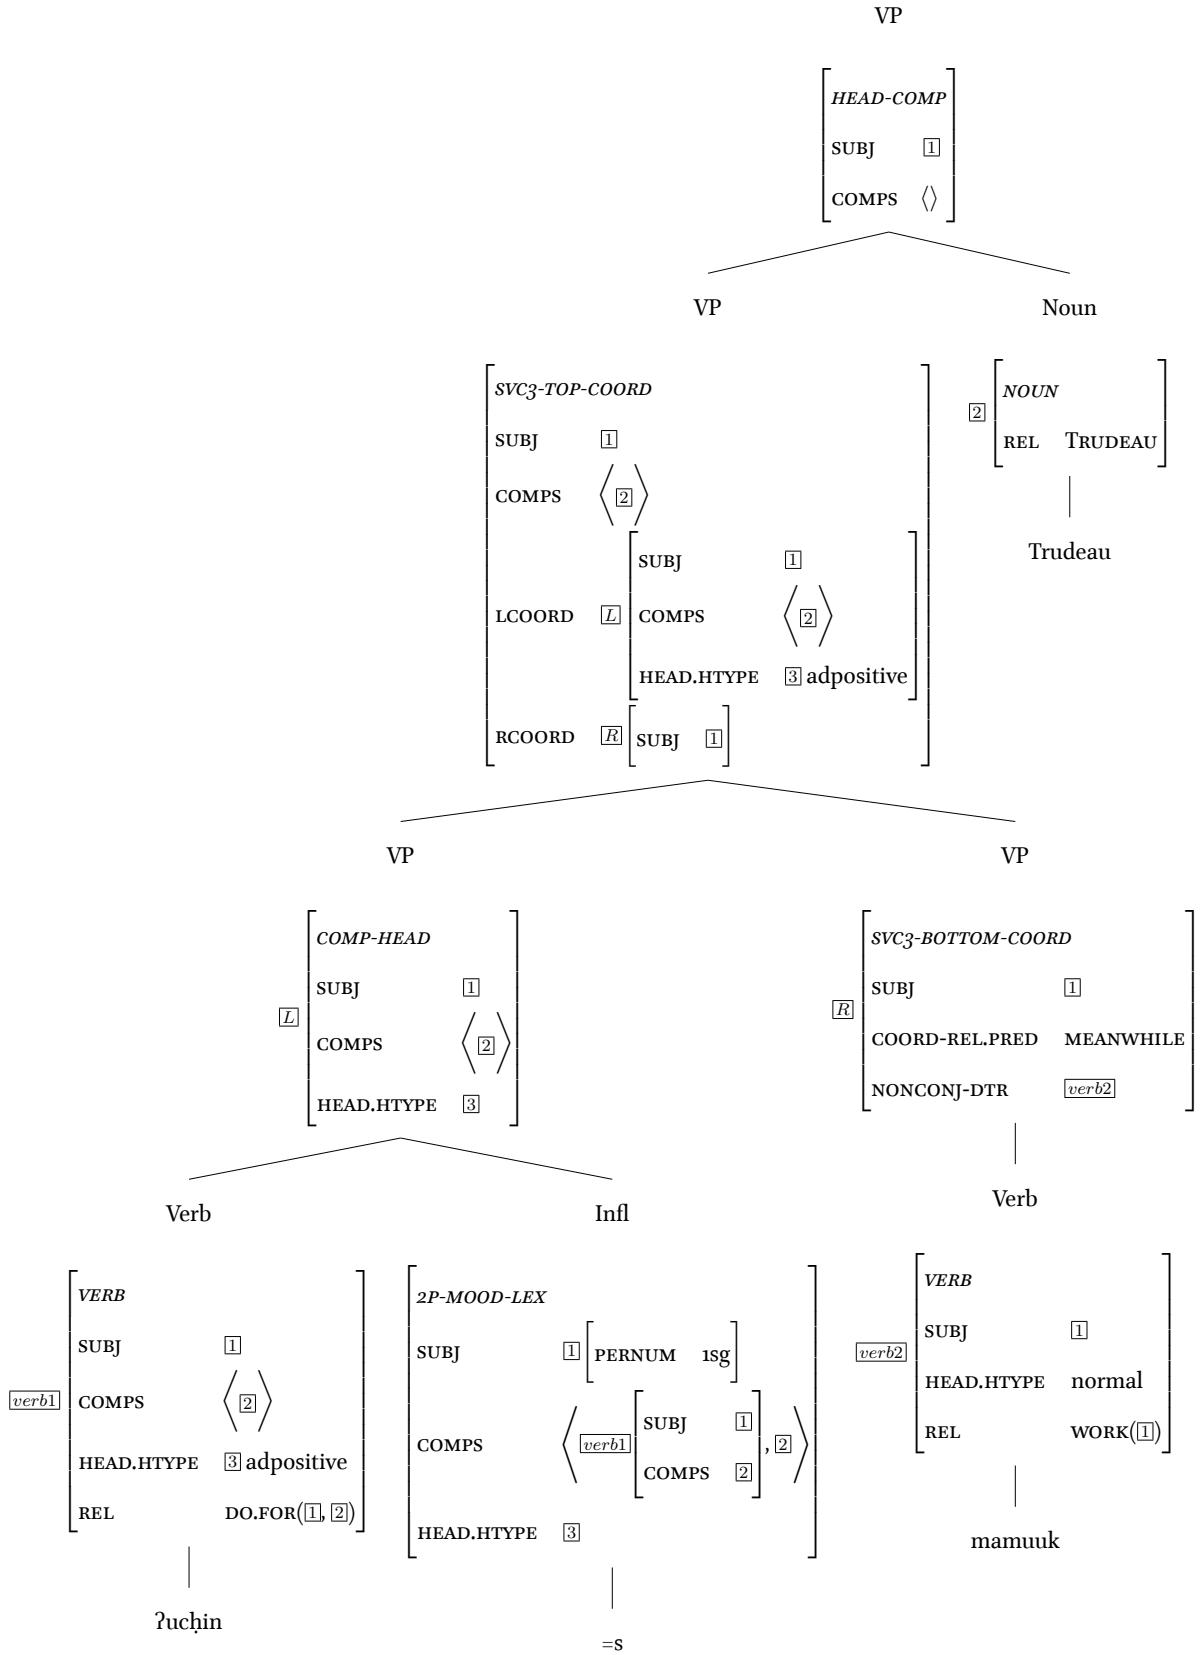 VP
HEAD-COMP
SUBJ 1
COMPS ⟨⟩
VP Noun
SVC3-TOP-COORD
SUBJ 1
COMPS ⟨2⟩
LCOORD L
SUBJ 1
COMPS ⟨2⟩
HEAD.HTYPE 3 adpositive
RCOORD R SUBJ 1
2 NOUN
REL TRUDEAU
Trudeau
VP VP
L COMP-HEAD
SUBJ 1
COMPS ⟨2⟩
HEAD.HTYPE 3
R SVC3-BOTTOM-COORD
SUBJ 1
COORD-REL.PRED MEANWHILE
NONCONJ-DTR verb2
Verb Infl Verb
verb1 VERB
SUBJ 1
COMPS ⟨2⟩
HEAD.HTYPE 3 adpositive
REL DO.FOR(1, 2)
ʔucḥin
2P-MOOD-LEX
SUBJ 1 PERNUM 1sg
COMPS ⟨verb1 SUBJ 1
COMPS 2 , 2⟩
HEAD.HTYPE 3
=s
verb2 VERB
SUBJ 1
HEAD.HTYPE normal
REL WORK(1)
mamuuk